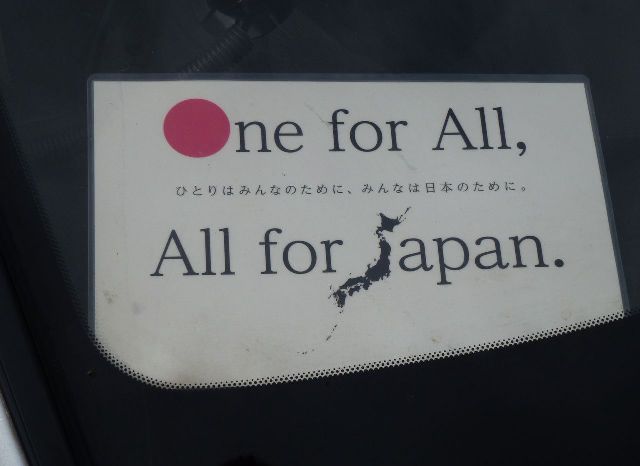 One for All,
ひとりはみんなのために、みんなは日本のために。
All for Japan.